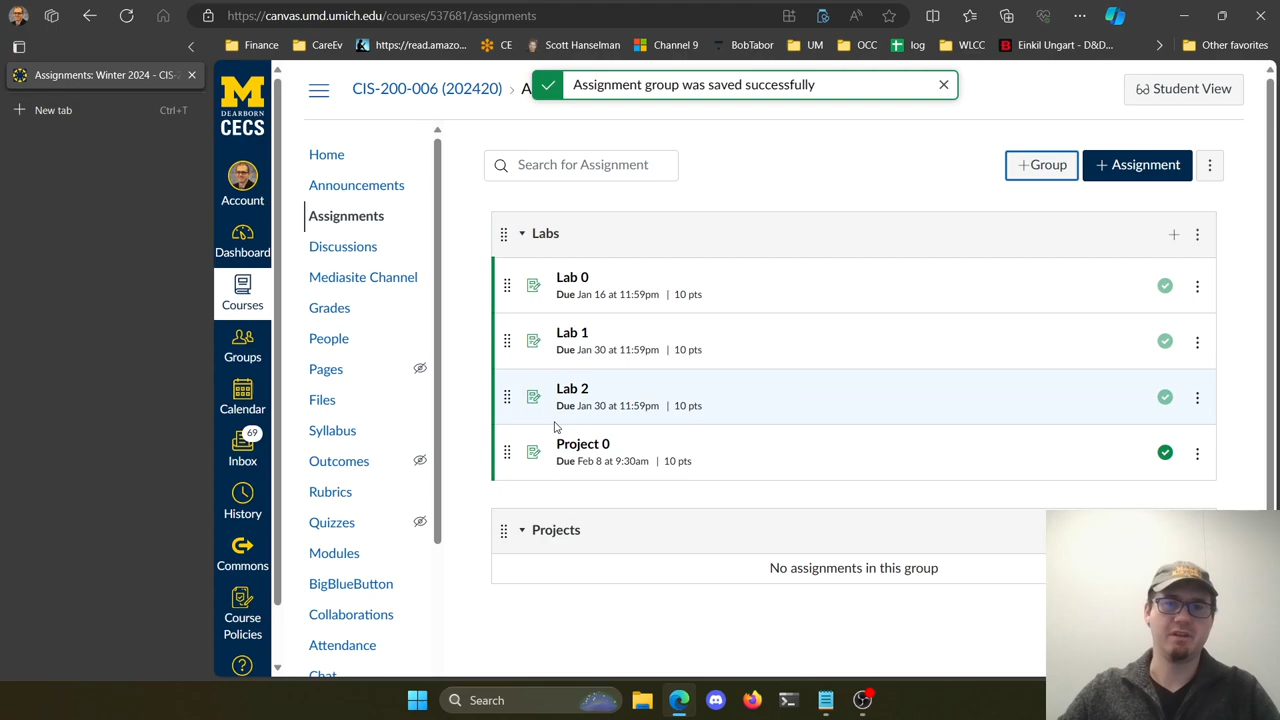 https://canvas.umd.umich.edu/courses/537681/assignments
Finance
CareEv
https://read.amazo...
CE
Scott Hanselman
Channel 9
BobTabor
UM
OCC
log
WLCC
Einkil Ungart - D&D...
Other favorites
Assignments: Winter 2024 - CIS-
New tab
Ctrl+T
M
DEARBORN
CECS
Account
Dashboard
Courses
Groups
Calendar
69
Inbox
History
Commons
Course
Policies
CIS-200-006 (202420)
A
Assignment group was saved successfully
Student View
Home
Announcements
Assignments
Discussions
Mediasite Channel
Grades
People
Pages
Files
Syllabus
Outcomes
Rubrics
Quizzes
Modules
BigBlueButton
Collaborations
Attendance
Chat
Search for Assignment
+Group
+ Assignment
Labs
Lab 0
Due Jan 16 at 11:59pm | 10 pts
Lab 1
Due Jan 30 at 11:59pm | 10 pts
Lab 2
Due Jan 30 at 11:59pm | 10 pts
Project 0
Due Feb 8 at 9:30am | 10 pts
Projects
No assignments in this group
Search